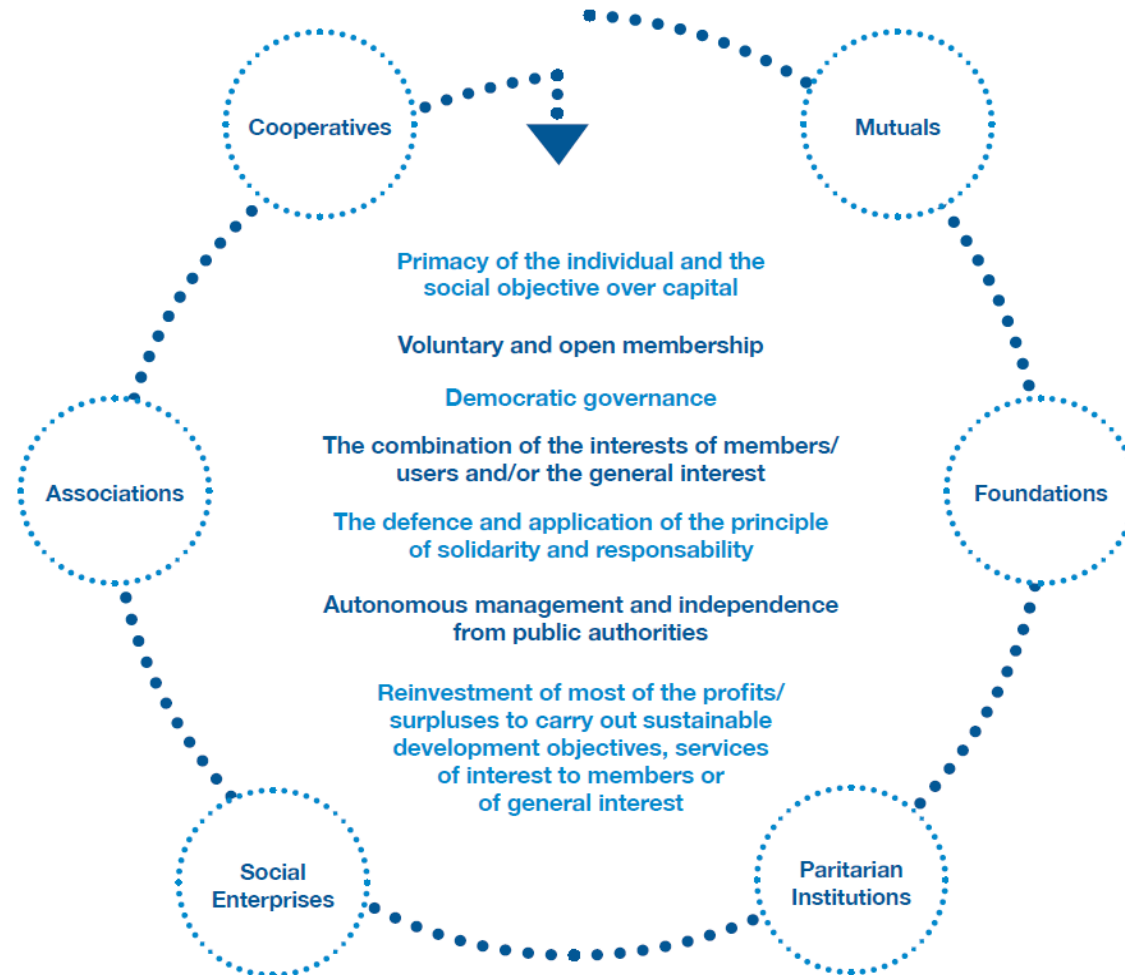 Cooperatives
Mutuals
Primacy of the individual and the
social objective over capital
Voluntary and open membership
Democratic governance
The combination of the interests of members/
users and/or the general interest
Associations
Foundations
The defence and application of the principle
of solidarity and responsability
Autonomous management and independence
from public authorities
Reinvestment of most of the profits/
surpluses to carry out sustainable
development objectives, services
of interest to members or
of general interest
Social
Enterprises
Paritarian
Institutions